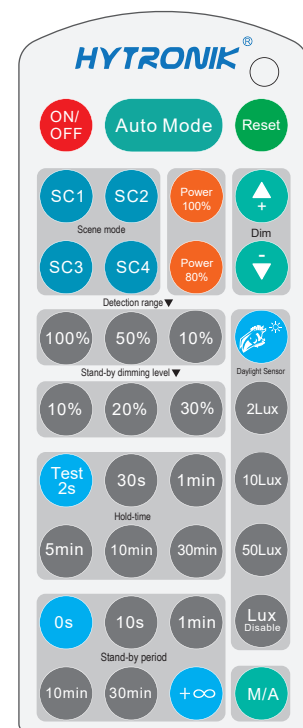 HYTRONIK®
ON/
OFF
Auto Mode
Reset
SC1
SC2
Power
100%
+
Scene mode
Dim
SC3
SC4
Power
80%
-
Detection range▼
100%
50%
10%
Stand-by dimming level▼
Daylight Sensor
10%
20%
30%
2Lux
Test
2s
30s
1min
10Lux
Hold-time
5min
10min
30min
50Lux
0s
10s
1min
Lux
Disable
Stand-by period
10min
30min
+∞
M/A